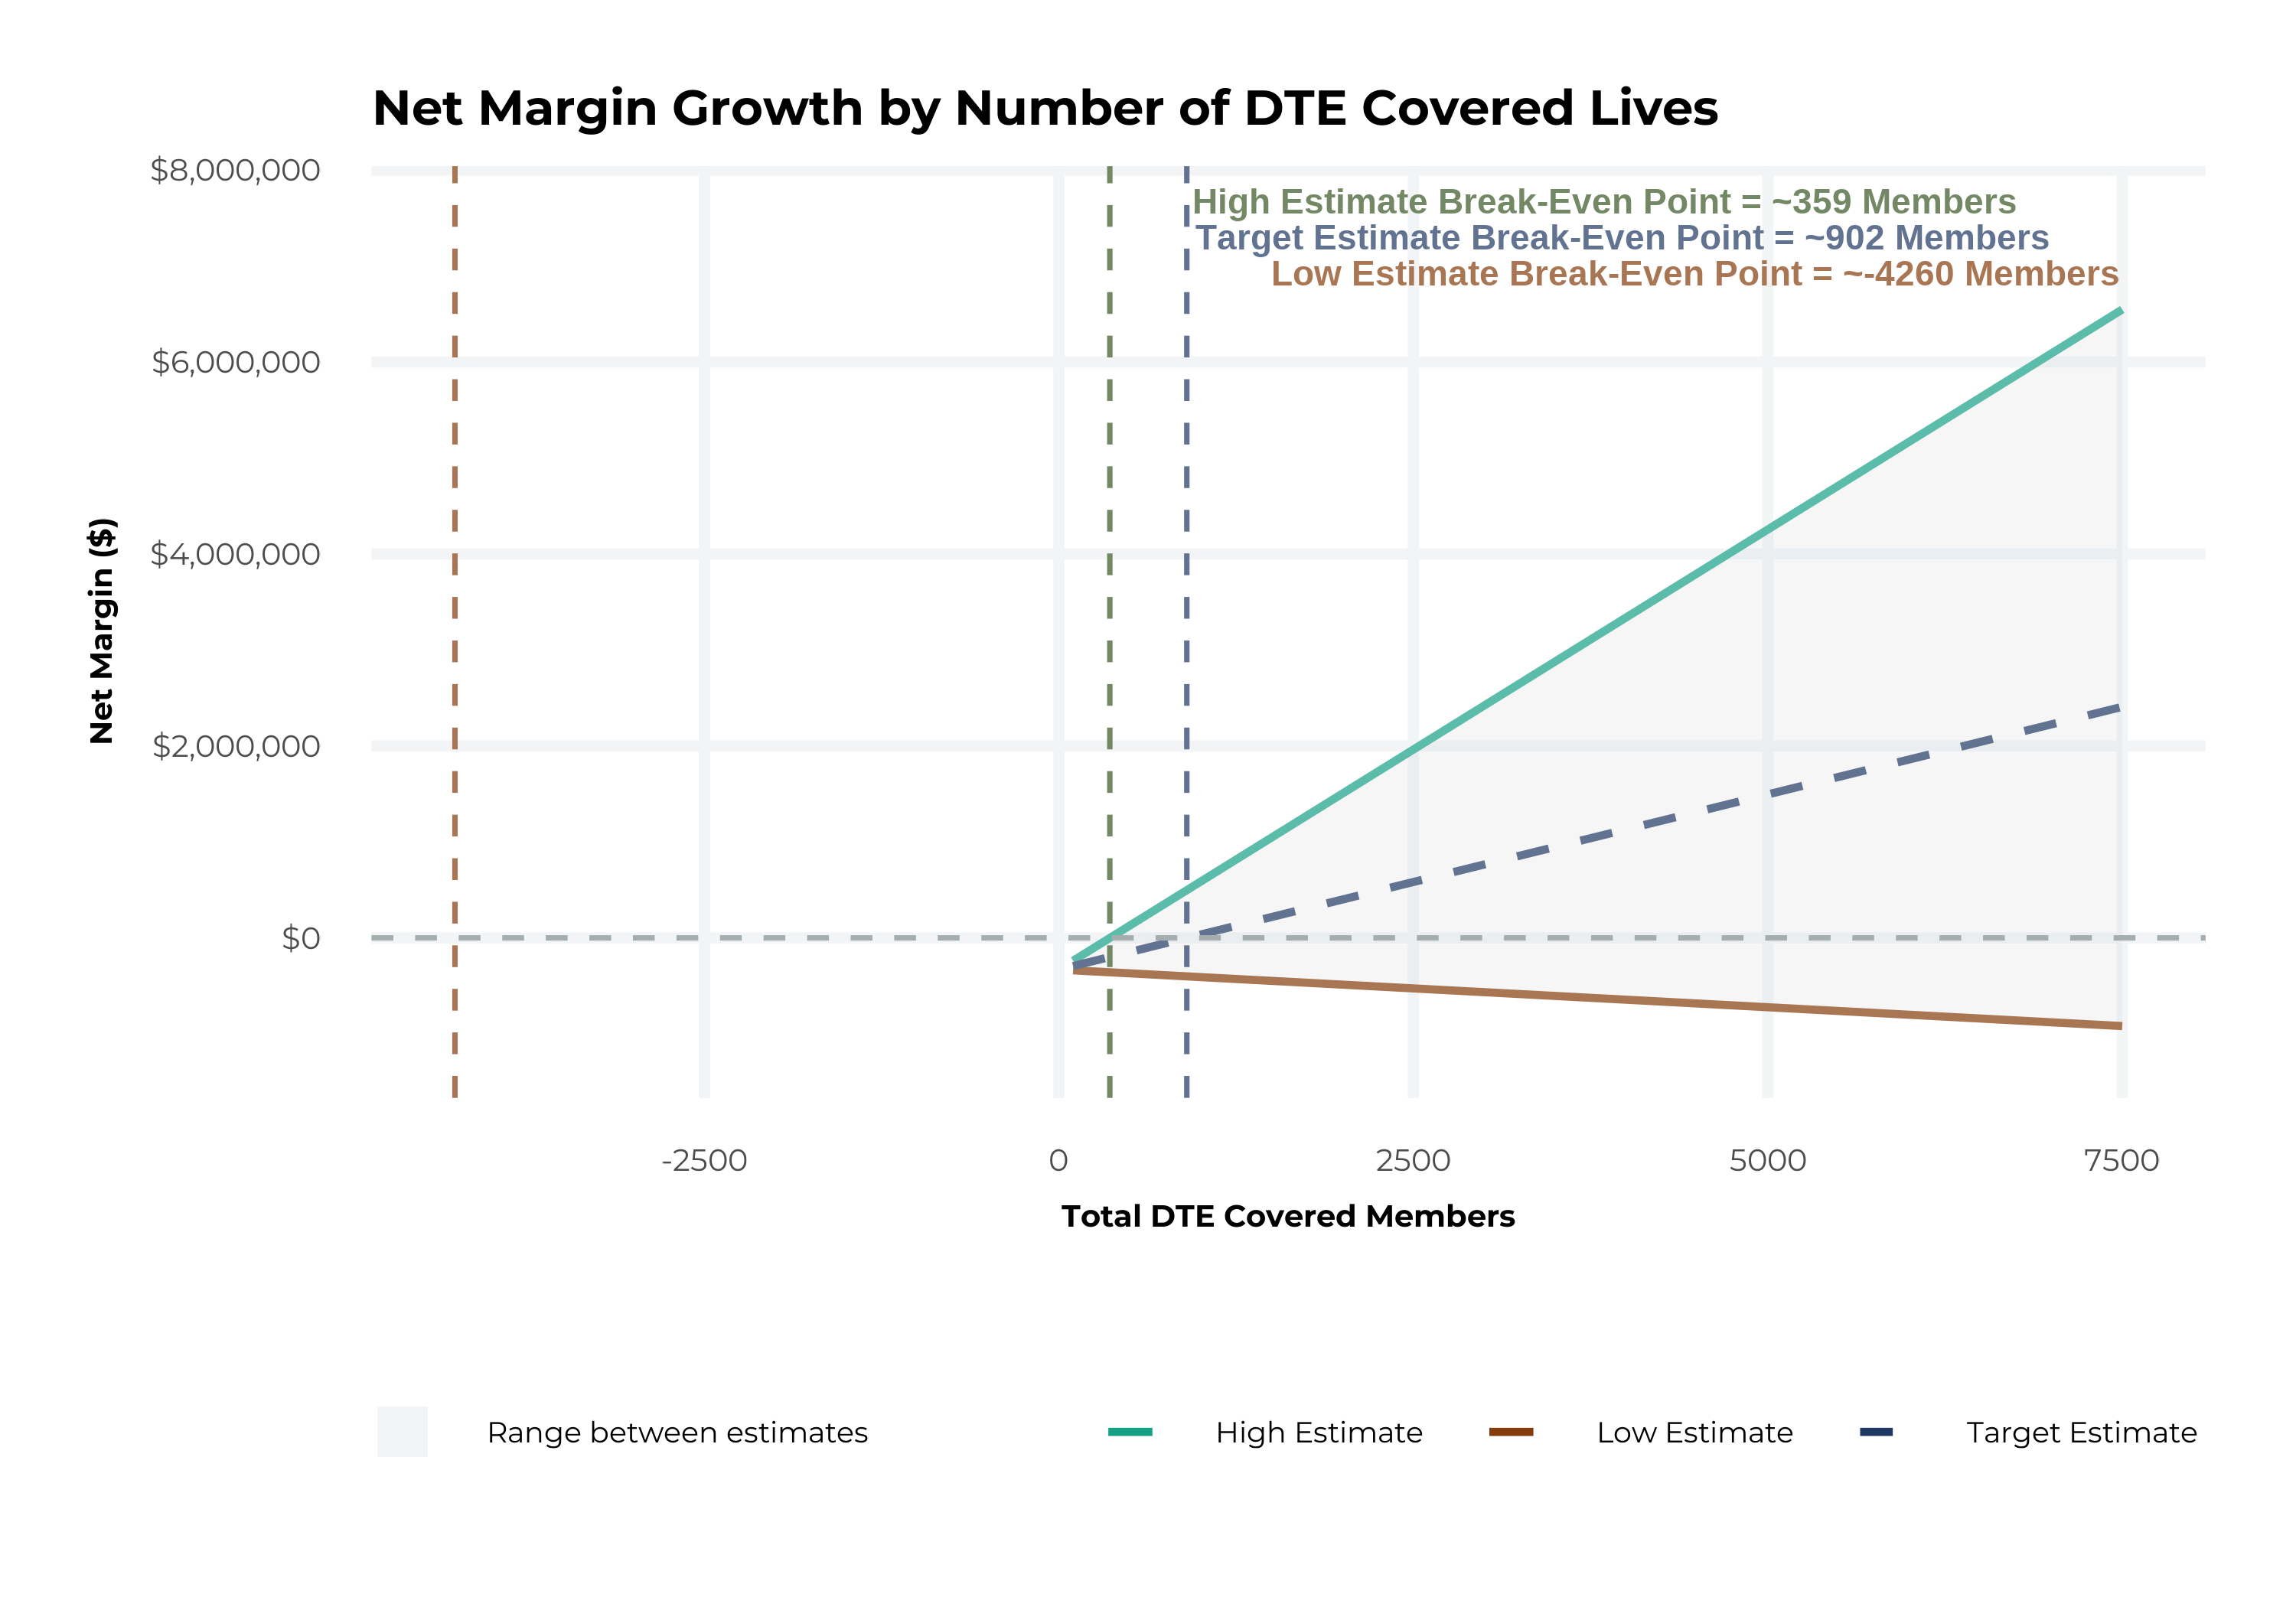 Net Margin Growth by Number of DTE Covered Lives
$8,000,000
High Estimate Break-Even Point = ~359 Members
Target Estimate Break-Even Point = ~902 Members
Low Estimate Break-Even Point = ~-4260 Members
$6,000,000
$4,000,000
$2,000,000
$0
Net Margin ($)
-2500 0 2500 5000 7500
Total DTE Covered Members
Range between estimates High Estimate Low Estimate Target Estimate